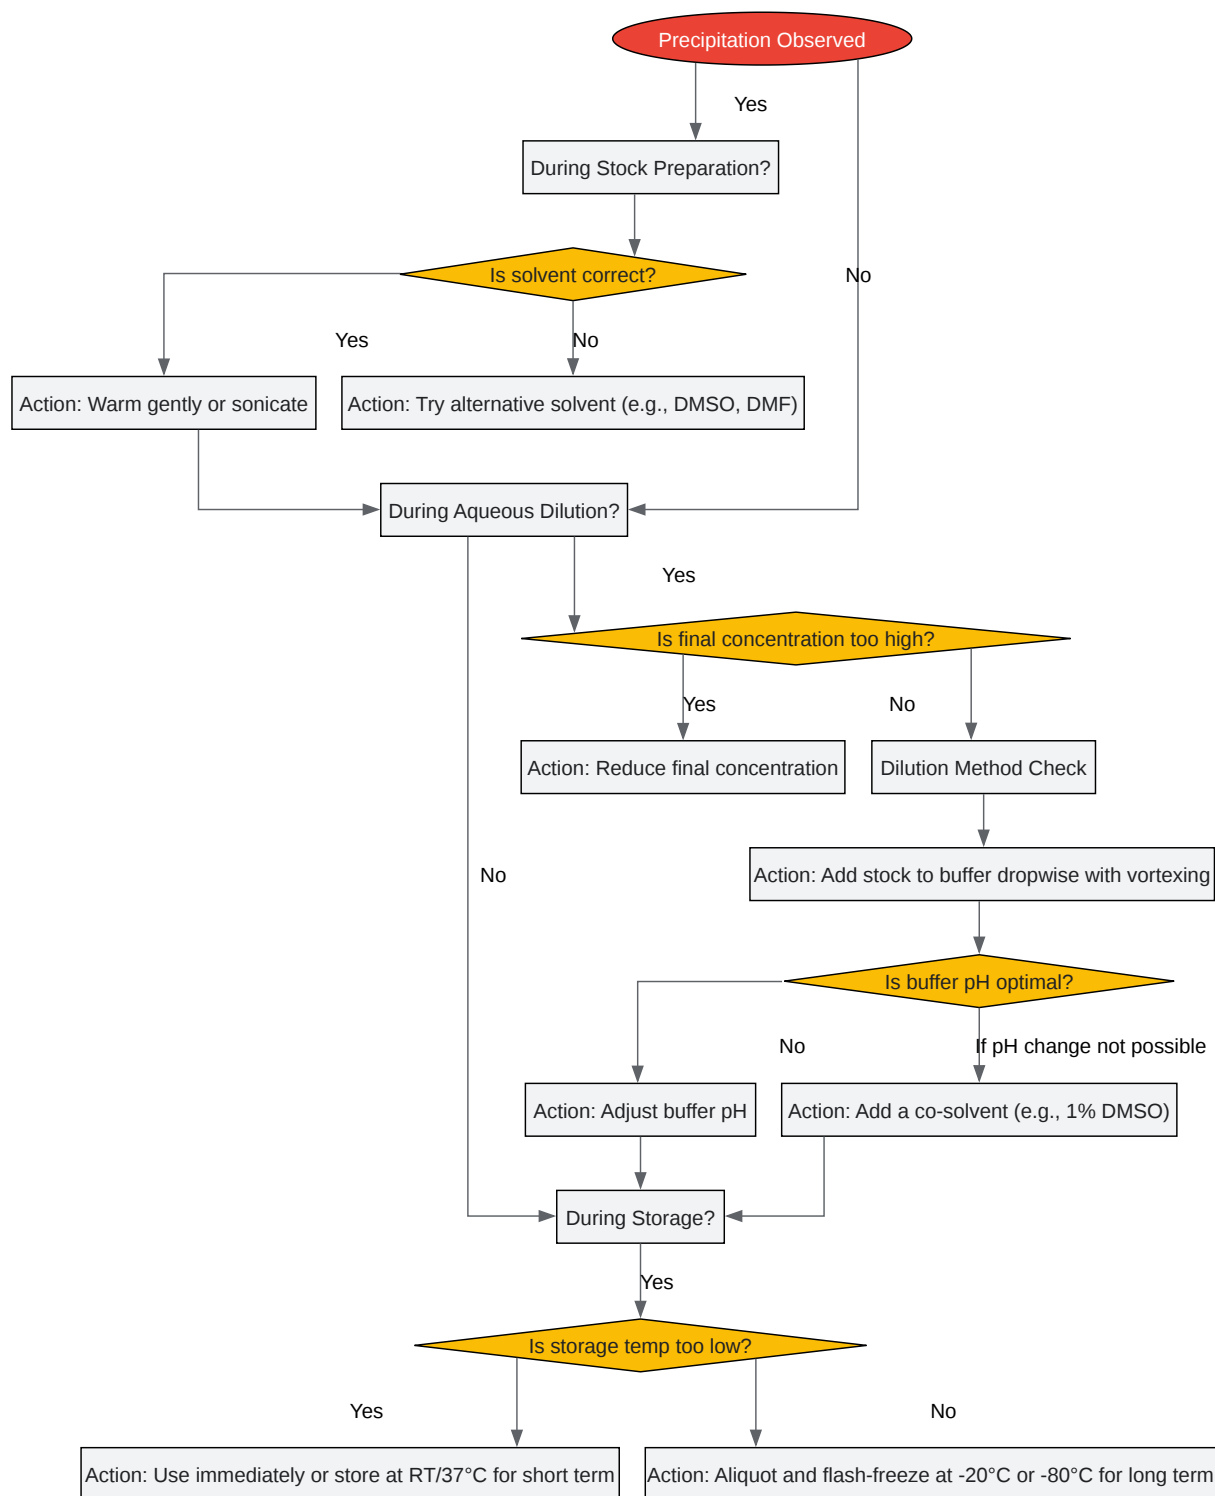 Precipitation Observed
Yes
During Stock Preparation?
Is solvent correct?
No
Yes
No
Action: Warm gently or sonicate
Action: Try alternative solvent (e.g., DMSO, DMF)
During Aqueous Dilution?
Yes
Is final concentration too high?
Yes
No
Action: Reduce final concentration
Dilution Method Check
No
Action: Add stock to buffer dropwise with vortexing
Is buffer pH optimal?
No
If pH change not possible
Action: Adjust buffer pH
Action: Add a co-solvent (e.g., 1% DMSO)
During Storage?
Yes
Is storage temp too low?
Yes
No
Action: Use immediately or store at RT/37°C for short term
Action: Aliquot and flash-freeze at -20°C or -80°C for long term